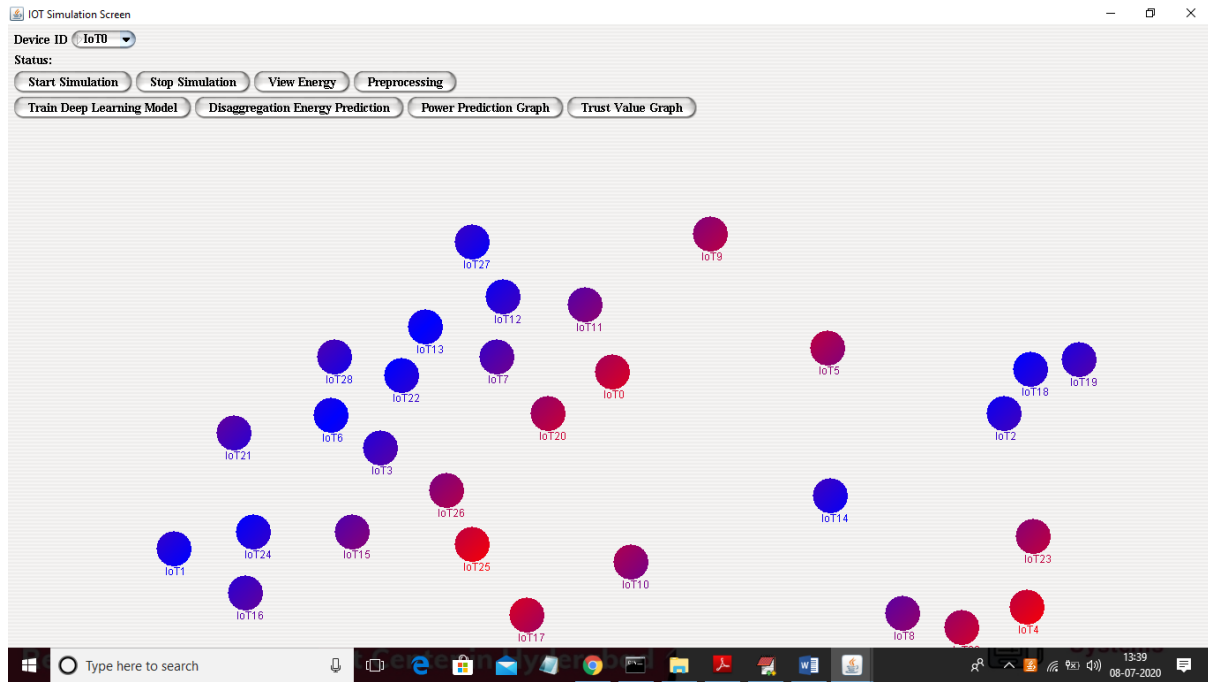 IOT Simulation Screen
Device ID IoT0
Status:
Start Simulation Stop Simulation View Energy Preprocessing
Train Deep Learning Model Disaggregation Energy Prediction Power Prediction Graph Trust Value Graph
IoT9
IoT27
IoT12
IoT11
IoT13
IoT5
IoT28
IoT7
IoT19
IoT22
IoT0
IoT18
IoT6
IoT20
IoT2
IoT21
IoT3
IoT26
IoT14
IoT24
IoT15
IoT23
IoT1
IoT25
IoT10
IoT16
IoT17
IoT8
IoT4
Type here to search
13:39
08-07-2020